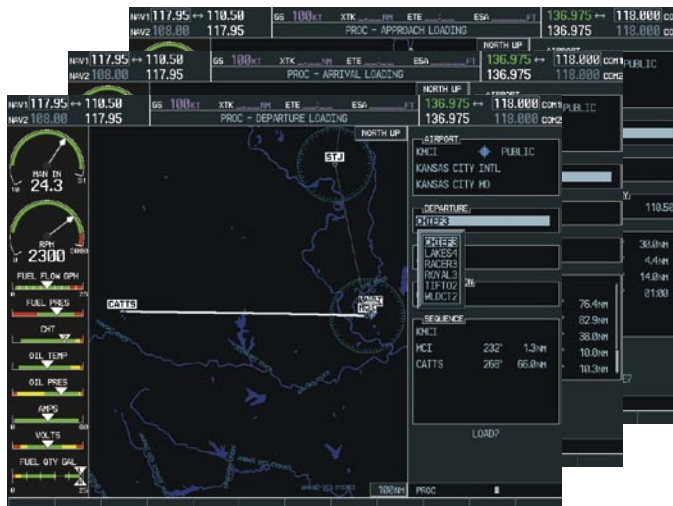 NAV1 117.95 ↔ 110.50 GS 100KT XTK NM ETE ESA FT 136.975 ↔ 118.000
NAV2 108.00 117.95 PROC – APPROACH LOADING 136.975 118.000
NORTH UP AIRPORT
PUBLIC
NAV1 117.95 ↔ 110.50 GS 100KT XTK NM ETE ESA FT 136.975 ↔ 118.000 COM1
NAV2 108.00 117.95 PROC – ARRIVAL LOADING 136.975 118.000 COM2
NORTH UP
PUBLIC
110.50
30.0NM
4.4NM
14.0NM
01:00
76.4NM
82.9NM
38.0NM
10.0NM
10.3NM
NAV1 117.95 ↔ 110.50 GS 100KT XTK NM ETE ESA FT 136.975 ↔ 118.000 COM1
NAV2 108.00 117.95 PROC – DEPARTURE LOADING 136.975 118.000 COM2
NORTH UP
MAN IN
24.3
RPM
2300
FUEL FLOW GPH
0 25
FUEL PRES
CHT
OIL TEMP
OIL PRES
AMPS
VOLTS
FUEL QTY GAL
0 25
STJ
CATTS
100NM
AIRPORT
KMCI PUBLIC
KANSAS CITY INTL
KANSAS CITY MO
DEPARTURE
CHIEF3
CHIEF3
LAKES4
RACER3
ROYAL3
TIFTO2
WLDCT2
SEQUENCE
KMCI
MCI 232° 1.3NM
CATTS 268° 66.0NM
LOAD?
PROC